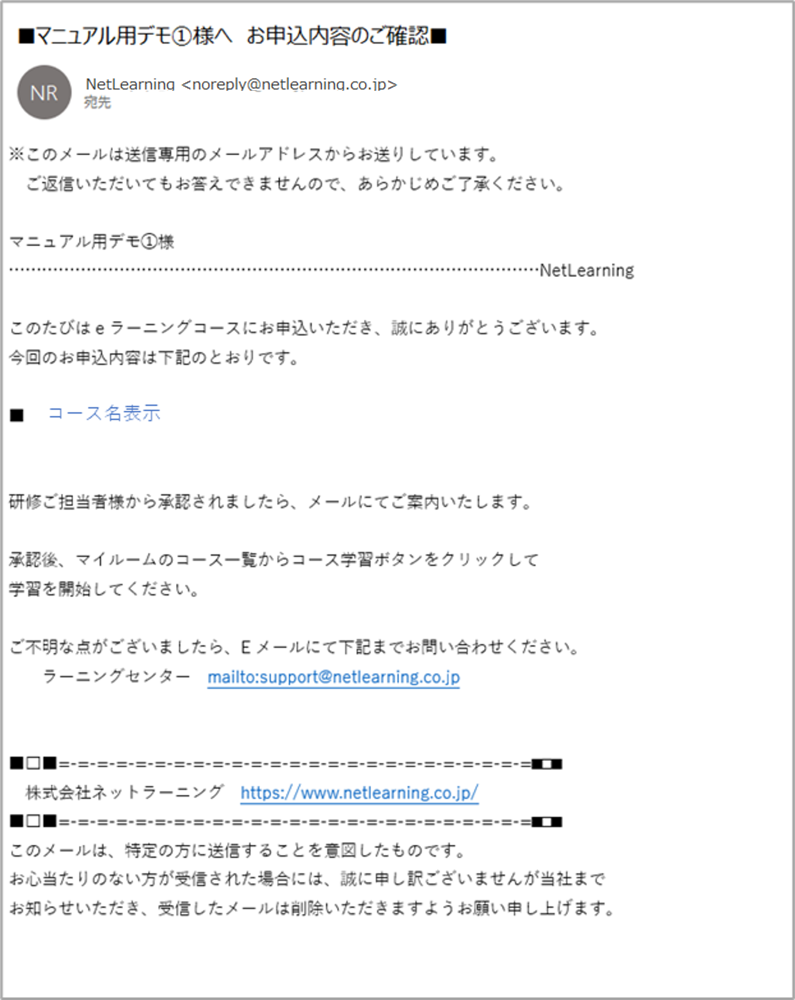 ■マニュアル用デモ①様へ　お申込内容のご確認■
NR
NetLearning <noreply@netlearning.co.jp>
宛先
※このメールは送信専用のメールアドレスからお送りしています。
　ご返信いただいてもお答えできませんので、あらかじめご了承ください。
マニュアル用デモ①様
………………………………………………………………………………………NetLearning
このたびは e ラーニングコースにお申込いただき、誠にありがとうございます。
今回のお申込内容は下記のとおりです。
■　コース名表示
研修ご担当者様から承認されましたら、メールにてご案内いたします。
承認後、マイルームのコース一覧からコース学習ボタンをクリックして
学習を開始してください。
ご不明な点がございましたら、E メールにて下記までお問い合わせください。
　　ラーニングセンター　mailto:support@netlearning.co.jp
■□■=-=-=-=-=-=-=-=-=-=-=-=-=-=-=-=-=-=-=-=-=-=-=-=-=■□■
　株式会社ネットラーニング　https://www.netlearning.co.jp/
■□■=-=-=-=-=-=-=-=-=-=-=-=-=-=-=-=-=-=-=-=-=-=-=-=-=■□■
このメールは、特定の方に送信することを意図したものです。
お心当たりのない方が受信された場合には、誠に申し訳ございませんが当社まで
お知らせいただき、受信したメールは削除いただきますようお願い申し上げます。